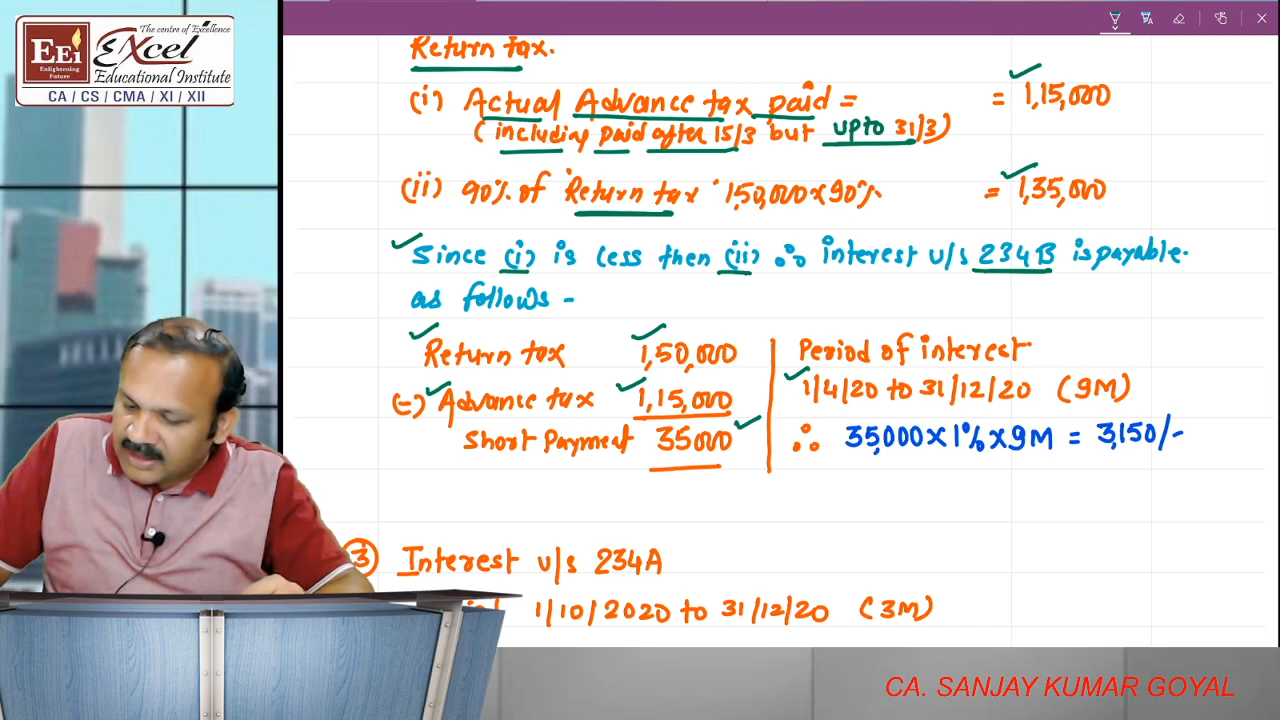 The centre of Excellence
EEi
Enlightening
Future
EXcel
Educational Institute
CA / CS / CMA / XI / XII
Return tax.
(i) Actual Advance tax paid = = 1,15,000
(including paid after 15/3 but upto 31/3)
(ii) 90% of Return tax 1,50,000×90% = 1,35,000
Since (i) is less then (ii) ∴ interest u/s 234B is payable.
as follows -
Return tax 1,50,000
(-) Advance tax 1,15,000
Short Payment 35000
Period of interest
1/4/20 to 31/12/20 (9M)
∴ 35,000×1%×9M = 3,150/-
③ Interest u/s 234A
1/10/2020 to 31/12/20 (3M)
CA. SANJAY KUMAR GOYAL